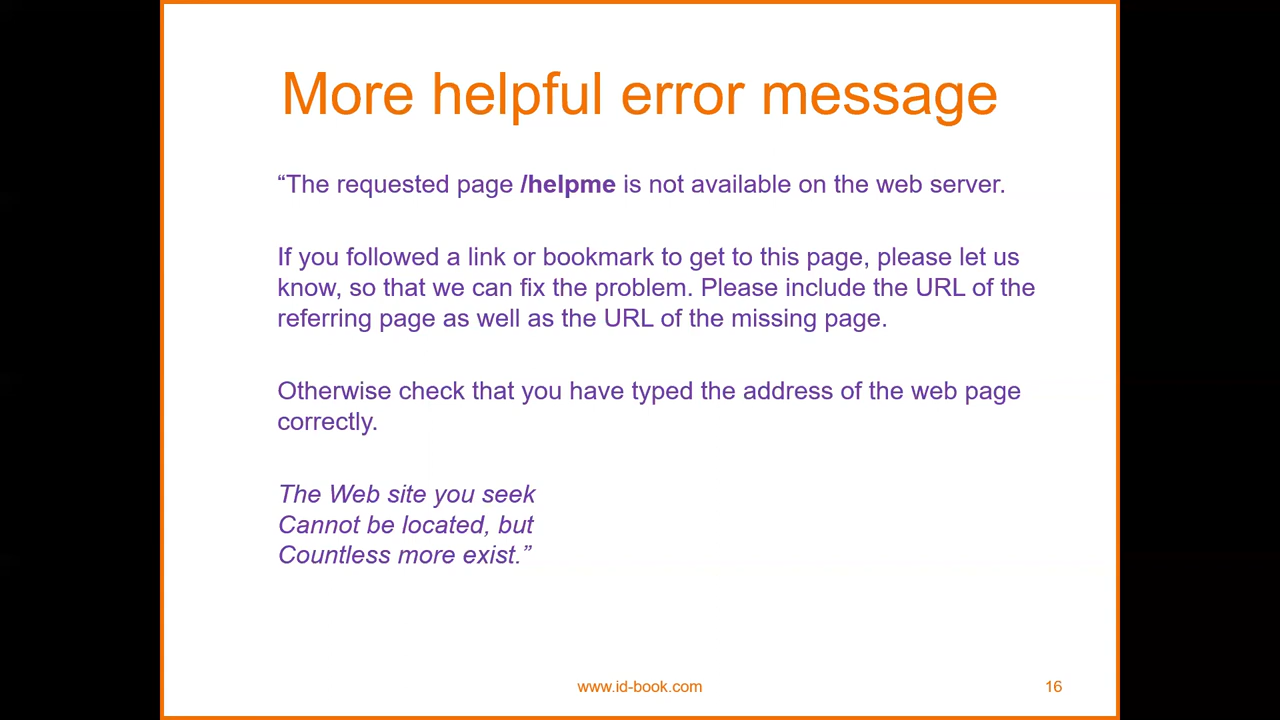 More helpful error message
“The requested page /helpme is not available on the web server.
If you followed a link or bookmark to get to this page, please let us
know, so that we can fix the problem. Please include the URL of the
referring page as well as the URL of the missing page.
Otherwise check that you have typed the address of the web page
correctly.
The Web site you seek
Cannot be located, but
Countless more exist.”
www.id-book.com
16